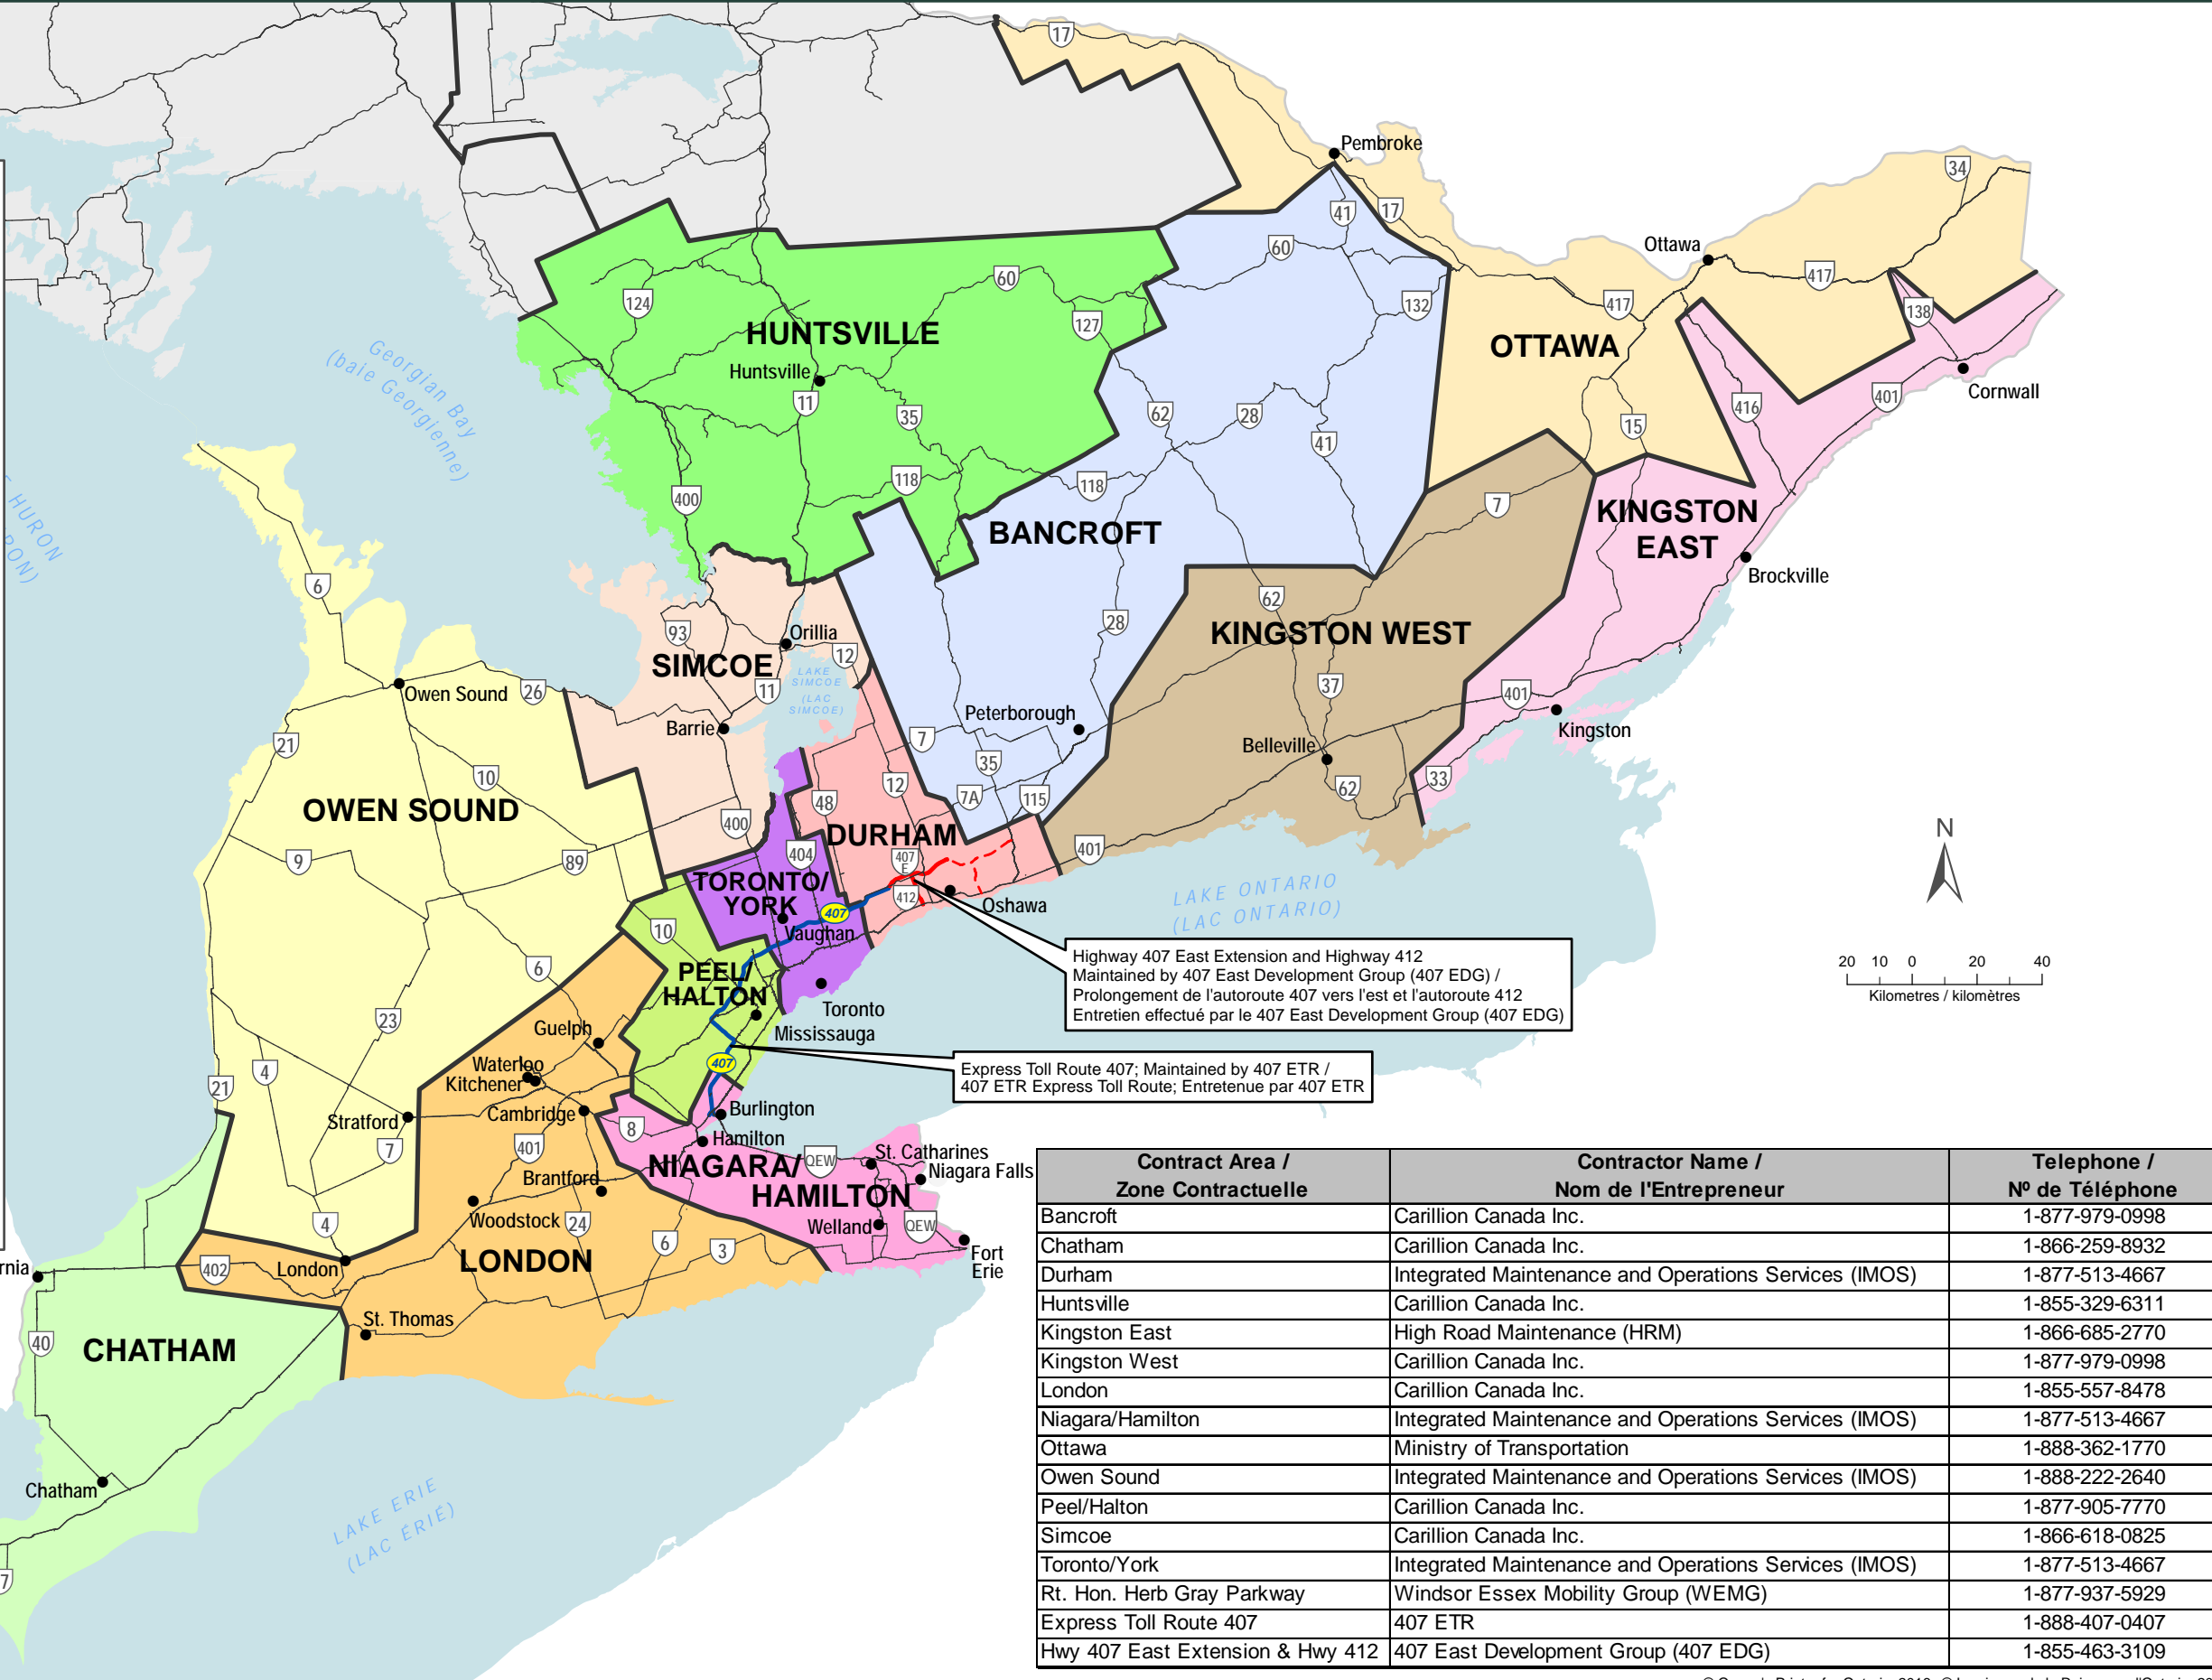 17
Pembroke
34
41
17
60
Ottawa
417
60
124
132
417
138
127
HUNTSVILLE
OTTAWA
Georgian Bay
(baie Georgienne)
Huntsville
Cornwall
11
401
416
35
62
28
15
41
118
118
400
7
KINGSTON
EAST
BANCROFT
HURON
Brockville
6
62
28
93
Orillia
KINGSTON WEST
12
SIMCOE
LAKE
SIMCOE
(LAC
SIMCOE)
11
37
Owen Sound
26
401
Peterborough
Barrie
Kingston
7
21
Belleville
35
10
12
33
62
7A
115
48
OWEN SOUND
400
DURHAM
N
401
404
9
89
407
E
TORONTO/
YORK
412
Oshawa
LAKE ONTARIO
(LAC ONTARIO)
407
10
Vaughan
6
PEEL/
HALTON
Highway 407 East Extension and Highway 412
Maintained by 407 East Development Group (407 EDG) /
Prolongement de l'autoroute 407 vers l'est et l'autoroute 412
Entretien effectué par le 407 East Development Group (407 EDG)
20 10 0 20 40
Kilometres / kilomètres
Toronto
23
Guelph
Mississauga
Waterloo
Kitchener
407
Express Toll Route 407; Maintained by 407 ETR /
407 ETR Express Toll Route; Entretenue par 407 ETR
4
21
Cambridge
Burlington
Stratford
8
Hamilton
7
401
QEW
St. Catharines
NIAGARA/
HAMILTON
Niagara Falls
Brantford
Woodstock
24
4
Welland
QEW
6
3
Fort
Erie
LONDON
402
London
rnia
St. Thomas
40
CHATHAM
Chatham
LAKE ERIE
(LAC ÉRIÉ)
7
Contract Area / Contractor Name / Telephone /
Zone Contractuelle Nom de l'Entrepreneur Nº de Téléphone
Bancroft Carillion Canada Inc. 1-877-979-0998
Chatham Carillion Canada Inc. 1-866-259-8932
Durham Integrated Maintenance and Operations Services (IMOS) 1-877-513-4667
Huntsville Carillion Canada Inc. 1-855-329-6311
Kingston East High Road Maintenance (HRM) 1-866-685-2770
Kingston West Carillion Canada Inc. 1-877-979-0998
London Carillion Canada Inc. 1-855-557-8478
Niagara/Hamilton Integrated Maintenance and Operations Services (IMOS) 1-877-513-4667
Ottawa Ministry of Transportation 1-888-362-1770
Owen Sound Integrated Maintenance and Operations Services (IMOS) 1-888-222-2640
Peel/Halton Carillion Canada Inc. 1-877-905-7770
Simcoe Carillion Canada Inc. 1-866-618-0825
Toronto/York Integrated Maintenance and Operations Services (IMOS) 1-877-513-4667
Rt. Hon. Herb Gray Parkway Windsor Essex Mobility Group (WEMG) 1-877-937-5929
Express Toll Route 407 407 ETR 1-888-407-0407
Hwy 407 East Extension & Hwy 412 407 East Development Group (407 EDG) 1-855-463-3109